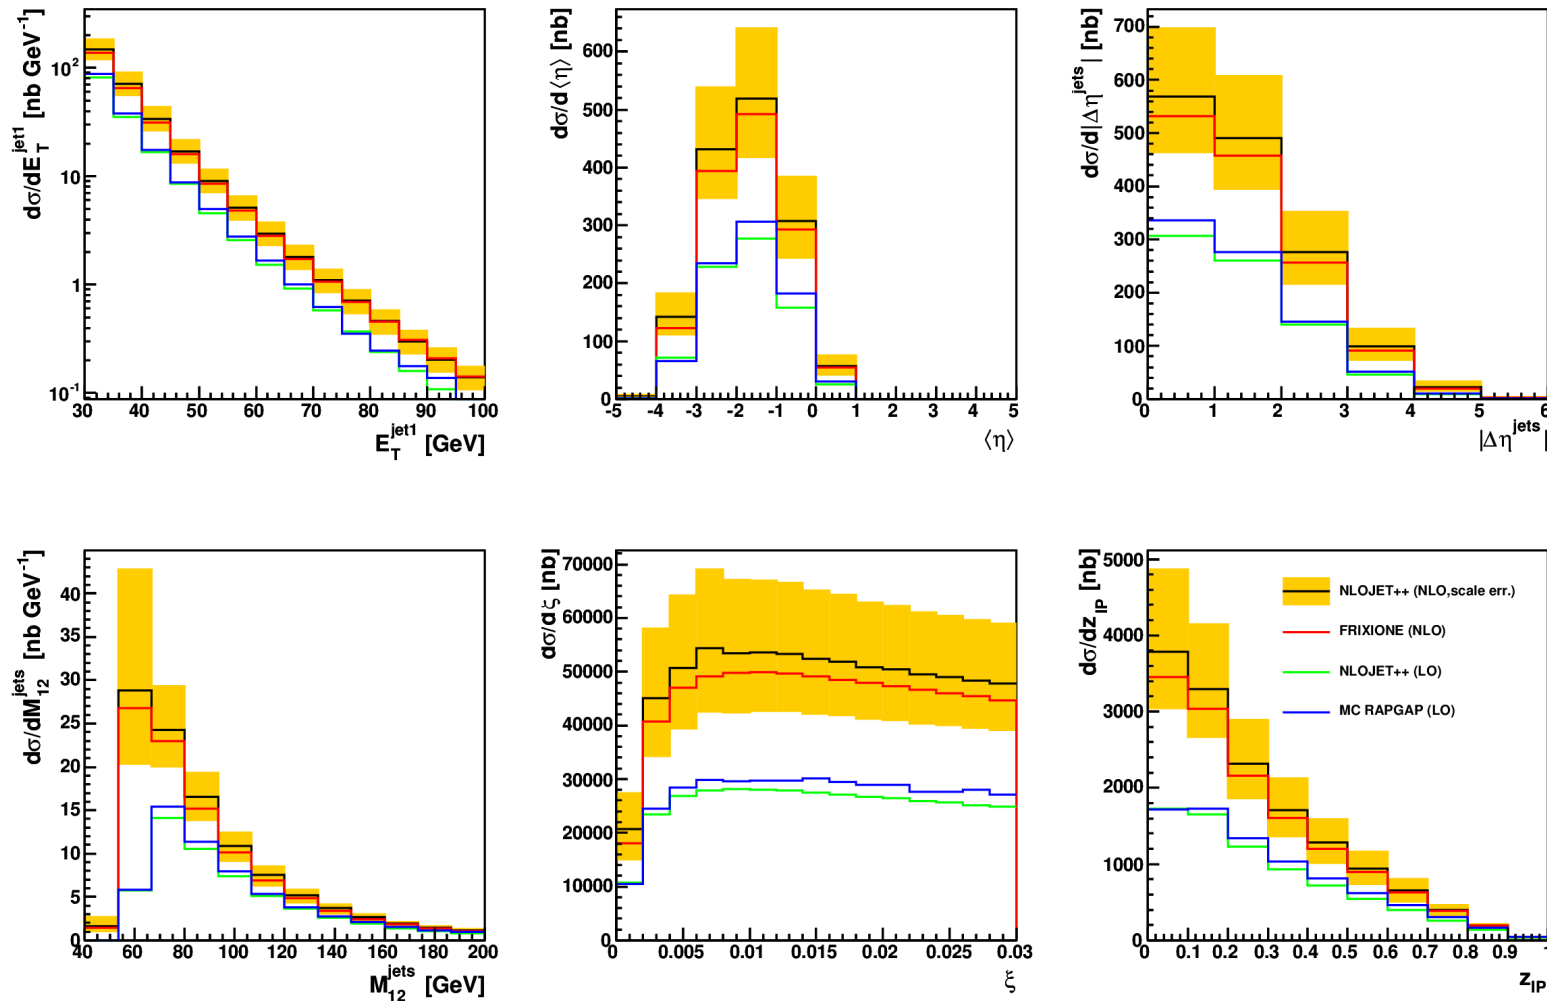 dσ/dE_T^jet1 [nb GeV⁻¹]
10²
10
1
10⁻¹
30 40 50 60 70 80 90 100
E_T^jet1 [GeV]
dσ/d⟨η⟩ [nb]
600
500
400
300
200
100
0
-5 -4 -3 -2 -1 0 1 2 3 4 5
⟨η⟩
dσ/d|Δη^jets| [nb]
700
600
500
400
300
200
100
0
0 1 2 3 4 5 6
|Δη^jets|
dσ/dM_12^jets [nb GeV⁻¹]
40
35
30
25
20
15
10
5
0
40 60 80 100 120 140 160 180 200
M_12^jets [GeV]
dσ/dξ [nb]
70000
60000
50000
40000
30000
20000
10000
0
0 0.005 0.01 0.015 0.02 0.025 0.03
ξ
dσ/dz_IP [nb]
5000
4000
3000
2000
1000
0
0 0.1 0.2 0.3 0.4 0.5 0.6 0.7 0.8 0.9 1
z_IP
NLOJET++ (NLO,scale err.)
FRIXIONE (NLO)
NLOJET++ (LO)
MC RAPGAP (LO)